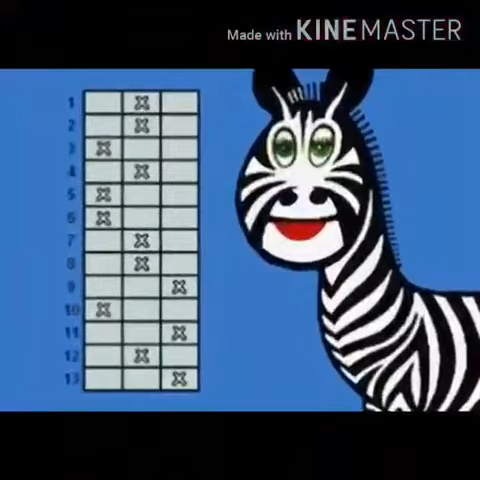 Made with KINEMASTER
1 X
2 X
3 X
4 X
5 X
6 X
7 X
8 X
9 X
10 X
11 X
12 X
13 X